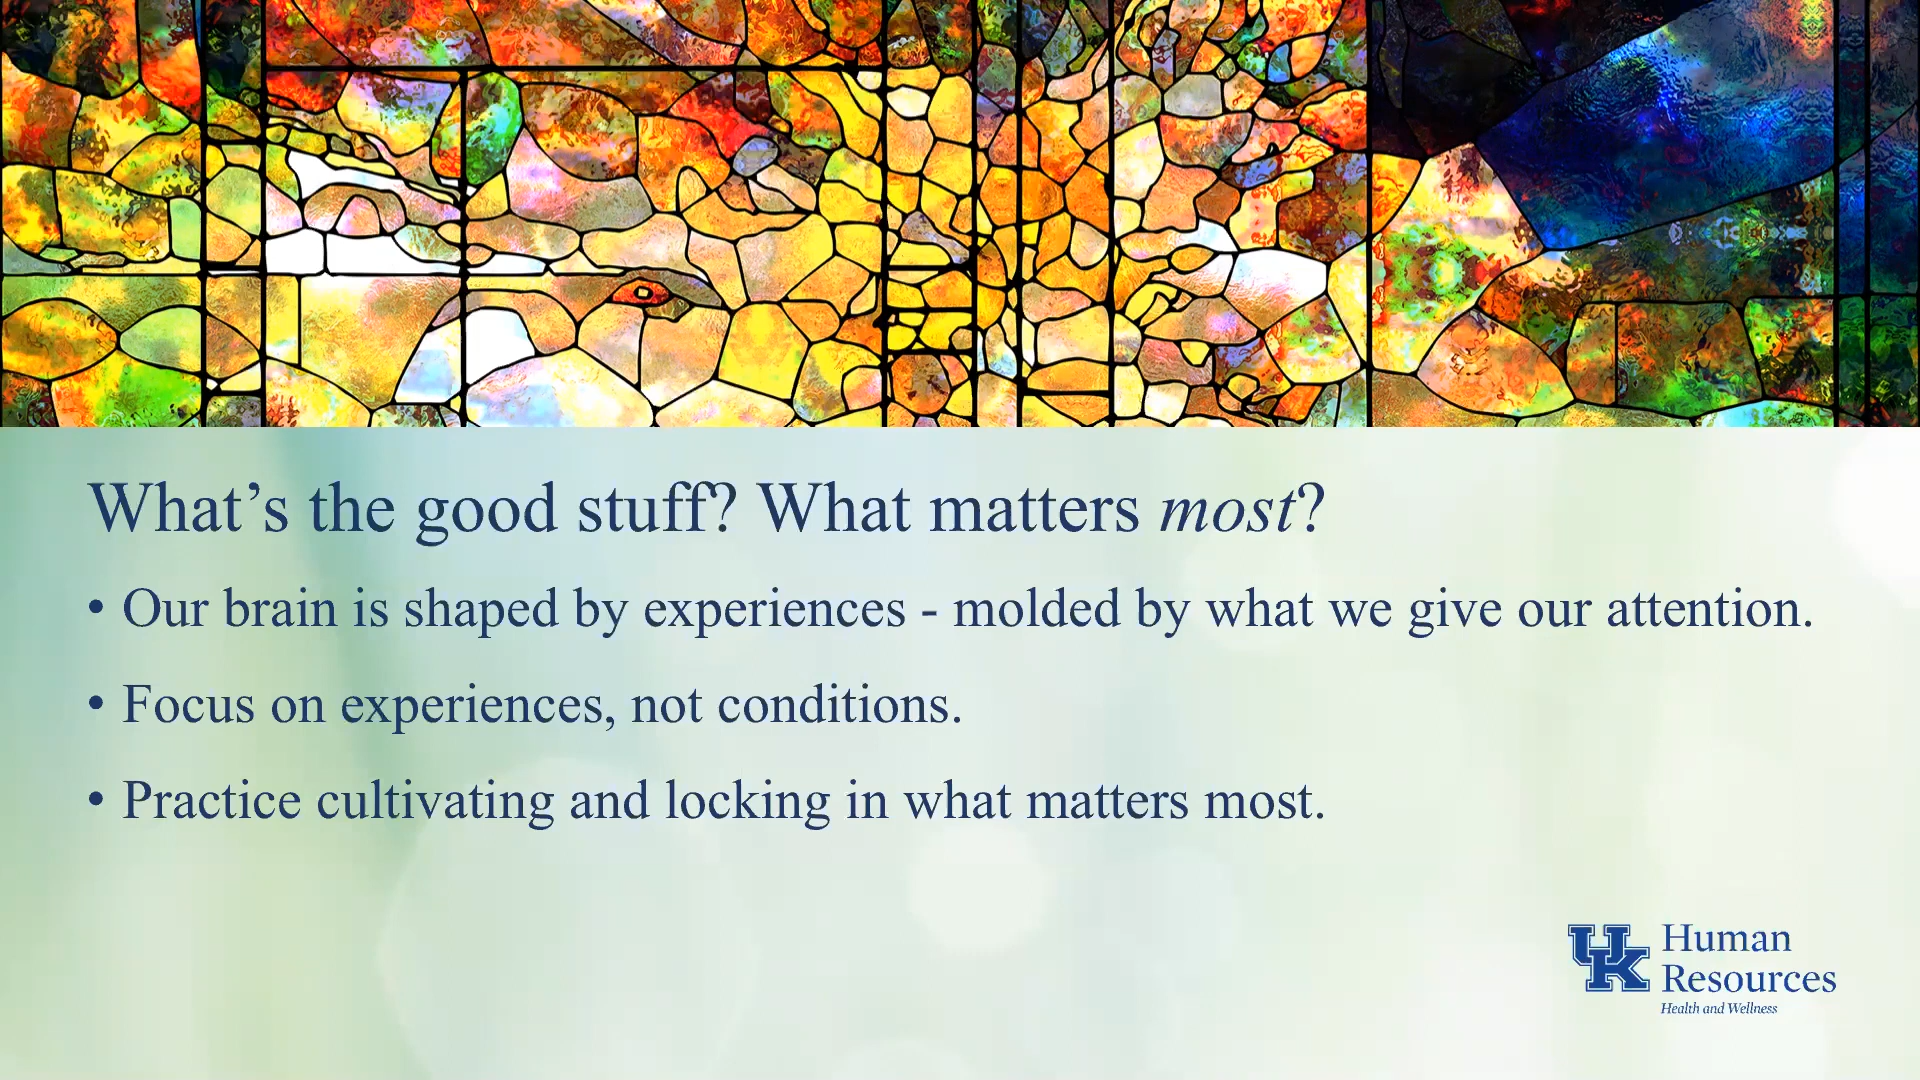 What’s the good stuff? What matters most?
• Our brain is shaped by experiences - molded by what we give our attention.
• Focus on experiences, not conditions.
• Practice cultivating and locking in what matters most.
UK
Human
Resources
Health and Wellness